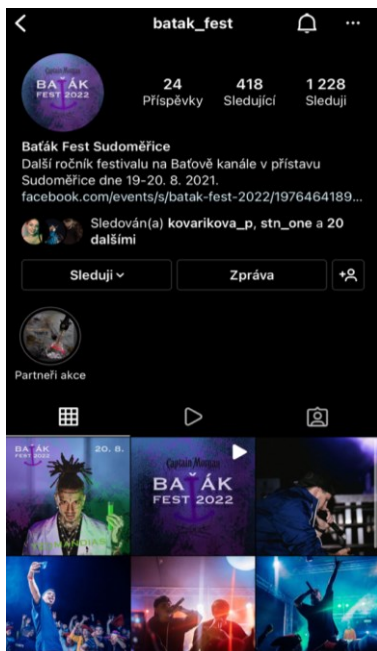 batak_fest
Captain Morgan
BAŤÁK
FEST 2022
24
Příspěvky
418
Sledující
1 228
Sleduji
Baťák Fest Sudoměřice
Další ročník festivalu na Baťově kanále v přístavu
Sudoměřice dne 19-20. 8. 2021.
facebook.com/events/s/batak-fest-2022/1976464189...
Sledován(a) kovarikova_p, stn_one a 20
dalšími
Sleduji
Zpráva
Partneři akce
BAŤÁK
FEST 2022
20. 8.
Captain Morgan
BAŤÁK
FEST 2022